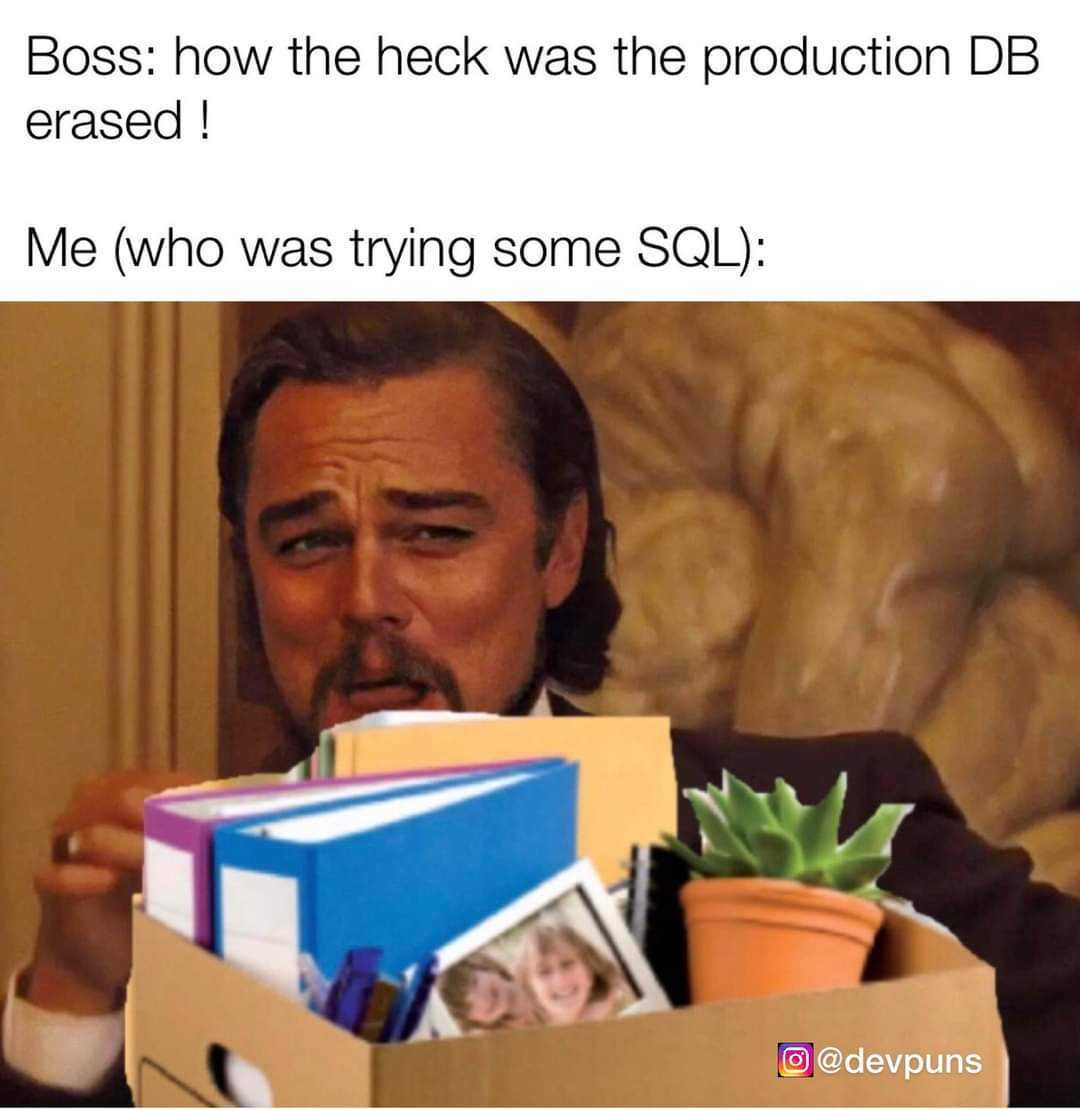 Boss: how the heck was the production DB
erased !
Me (who was trying some SQL):
@devpuns